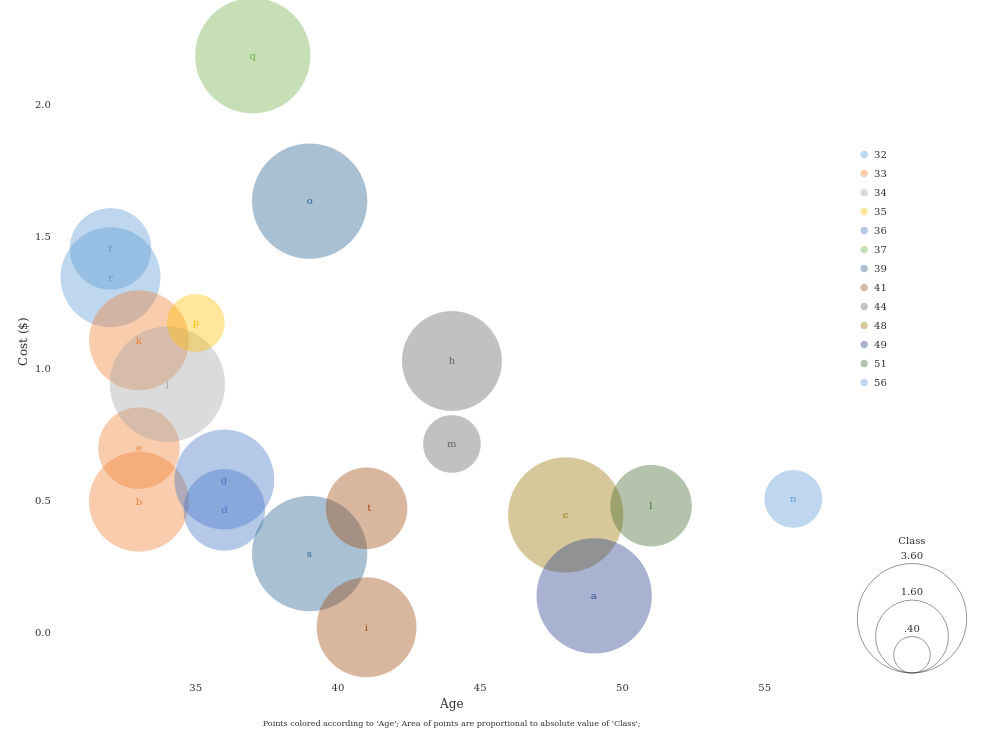 q
2.0
o
1.5
f
r
p
k
Cost ($)
1.0
j
h
m
e
g
b
0.5
d
t
c
l
n
s
a
i
0.0
35
40
45
50
55
Age
32
33
34
35
36
37
39
41
44
48
49
51
56
Class
3.60
1.60
.40
Points colored according to 'Age'; Area of points are proportional to absolute value of 'Class';